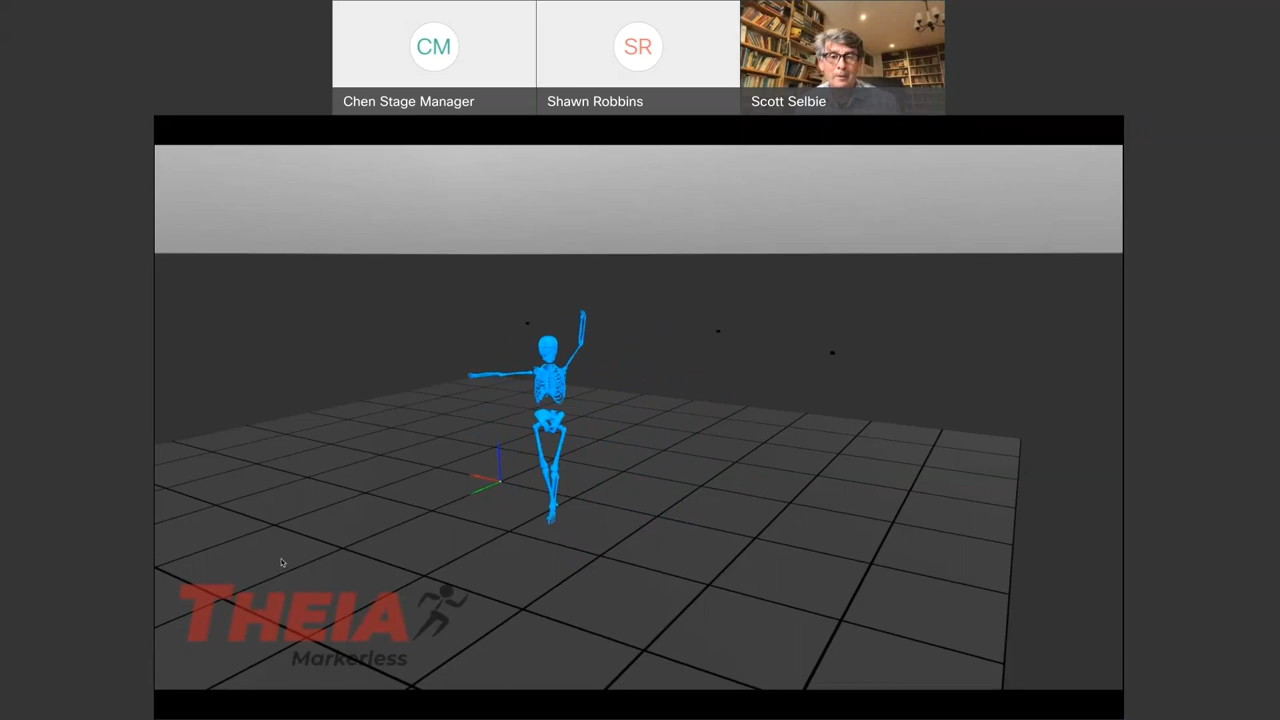 CM
SR
Chen Stage Manager
Shawn Robbins
Scott Selbie
THEIA
Markerless